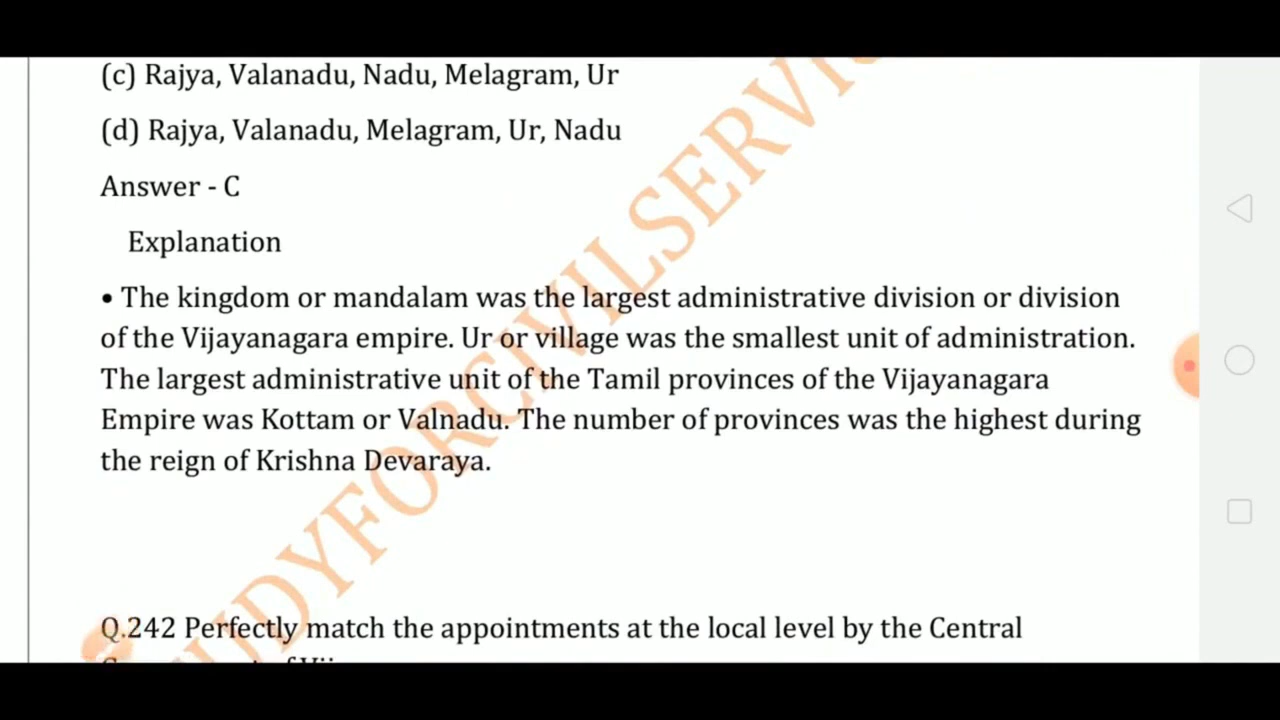 (c) Rajya, Valanadu, Nadu, Melagram, Ur
(d) Rajya, Valanadu, Melagram, Ur, Nadu
Answer - C
Explanation
• The kingdom or mandalam was the largest administrative division or division
of the Vijayanagara empire. Ur or village was the smallest unit of administration.
The largest administrative unit of the Tamil provinces of the Vijayanagara
Empire was Kottam or Valnadu. The number of provinces was the highest during
the reign of Krishna Devaraya.
Q.242 Perfectly match the appointments at the local level by the Central
UDYFORCIVILSERVIC